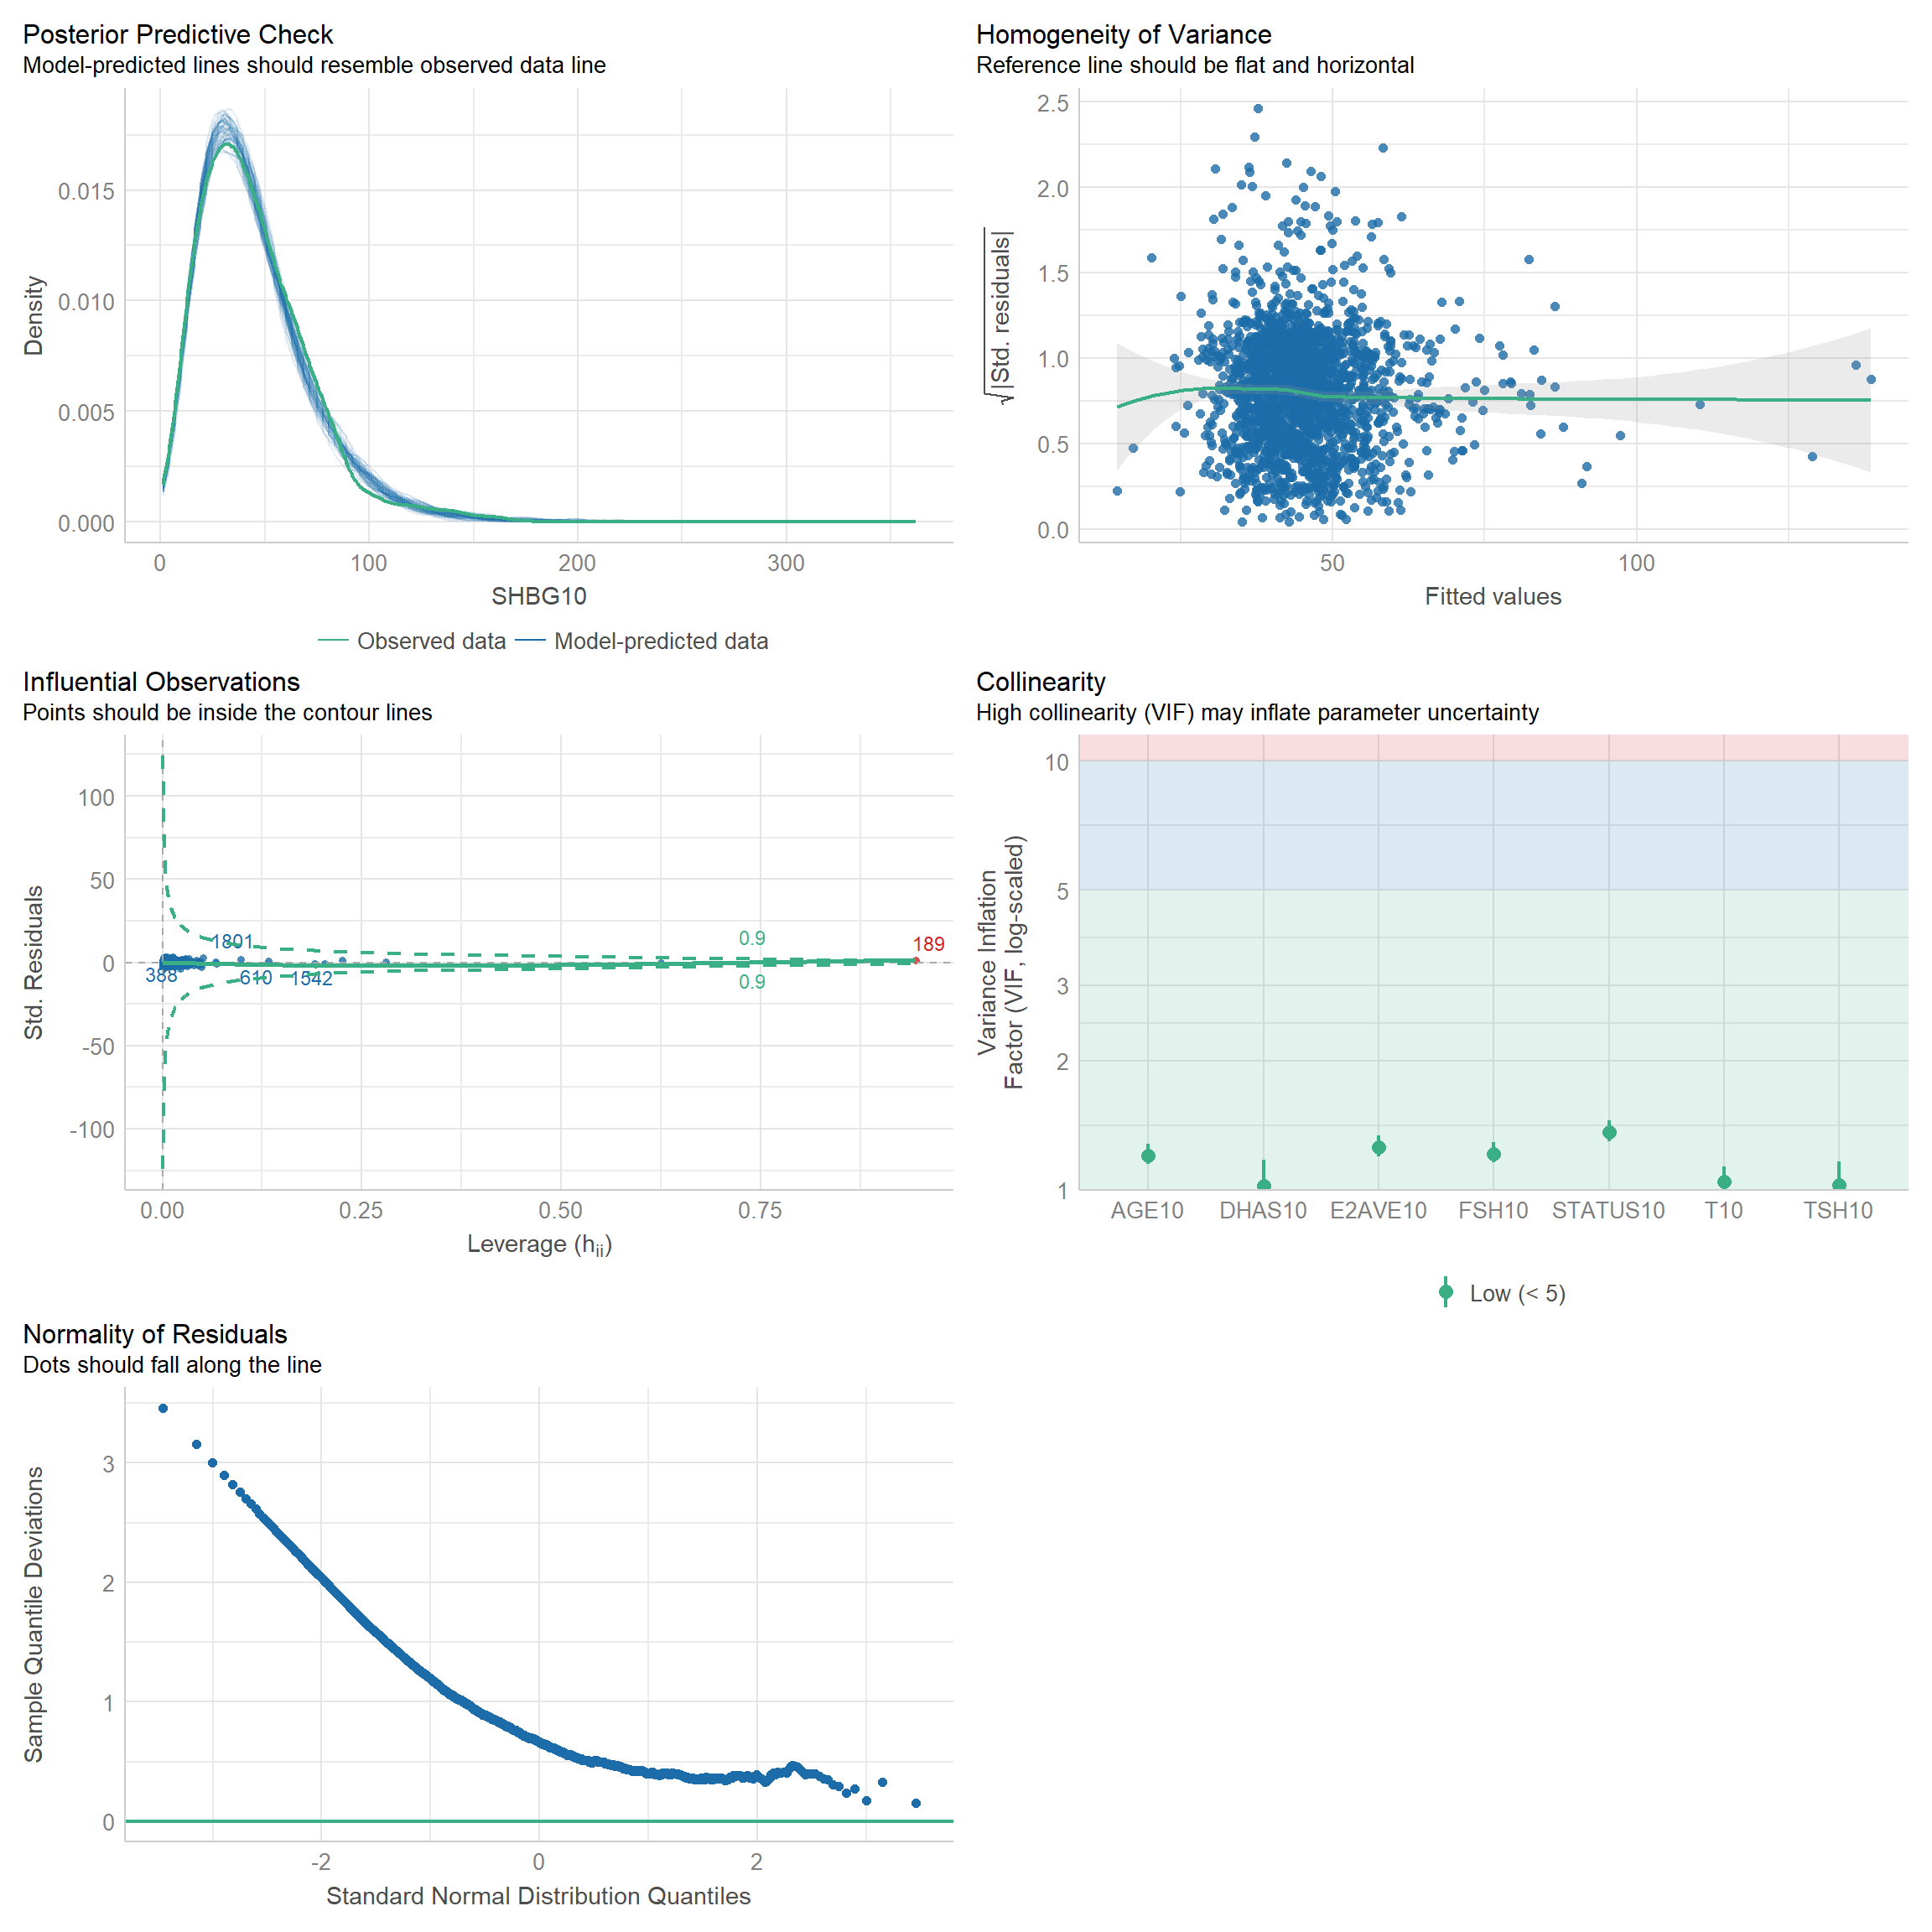 Posterior Predictive Check
Model-predicted lines should resemble observed data line
Density
0.015
0.010
0.005
0.000
0 100 200 300
SHBG10
Observed data Model-predicted data
Homogeneity of Variance
Reference line should be flat and horizontal
√|Std. residuals|
2.5
2.0
1.5
1.0
0.5
0.0
50 100
Fitted values
Influential Observations
Points should be inside the contour lines
Std. Residuals
100
50
0
-50
-100
1801
388
610
1542
0.9
0.9
189
0.00 0.25 0.50 0.75
Leverage (hii)
Collinearity
High collinearity (VIF) may inflate parameter uncertainty
Variance Inflation
Factor (VIF, log-scaled)
10
5
3
2
1
AGE10 DHAS10 E2AVE10 FSH10 STATUS10 T10 TSH10
Low (< 5)
Normality of Residuals
Dots should fall along the line
Sample Quantile Deviations
3
2
1
0
-2 0 2
Standard Normal Distribution Quantiles